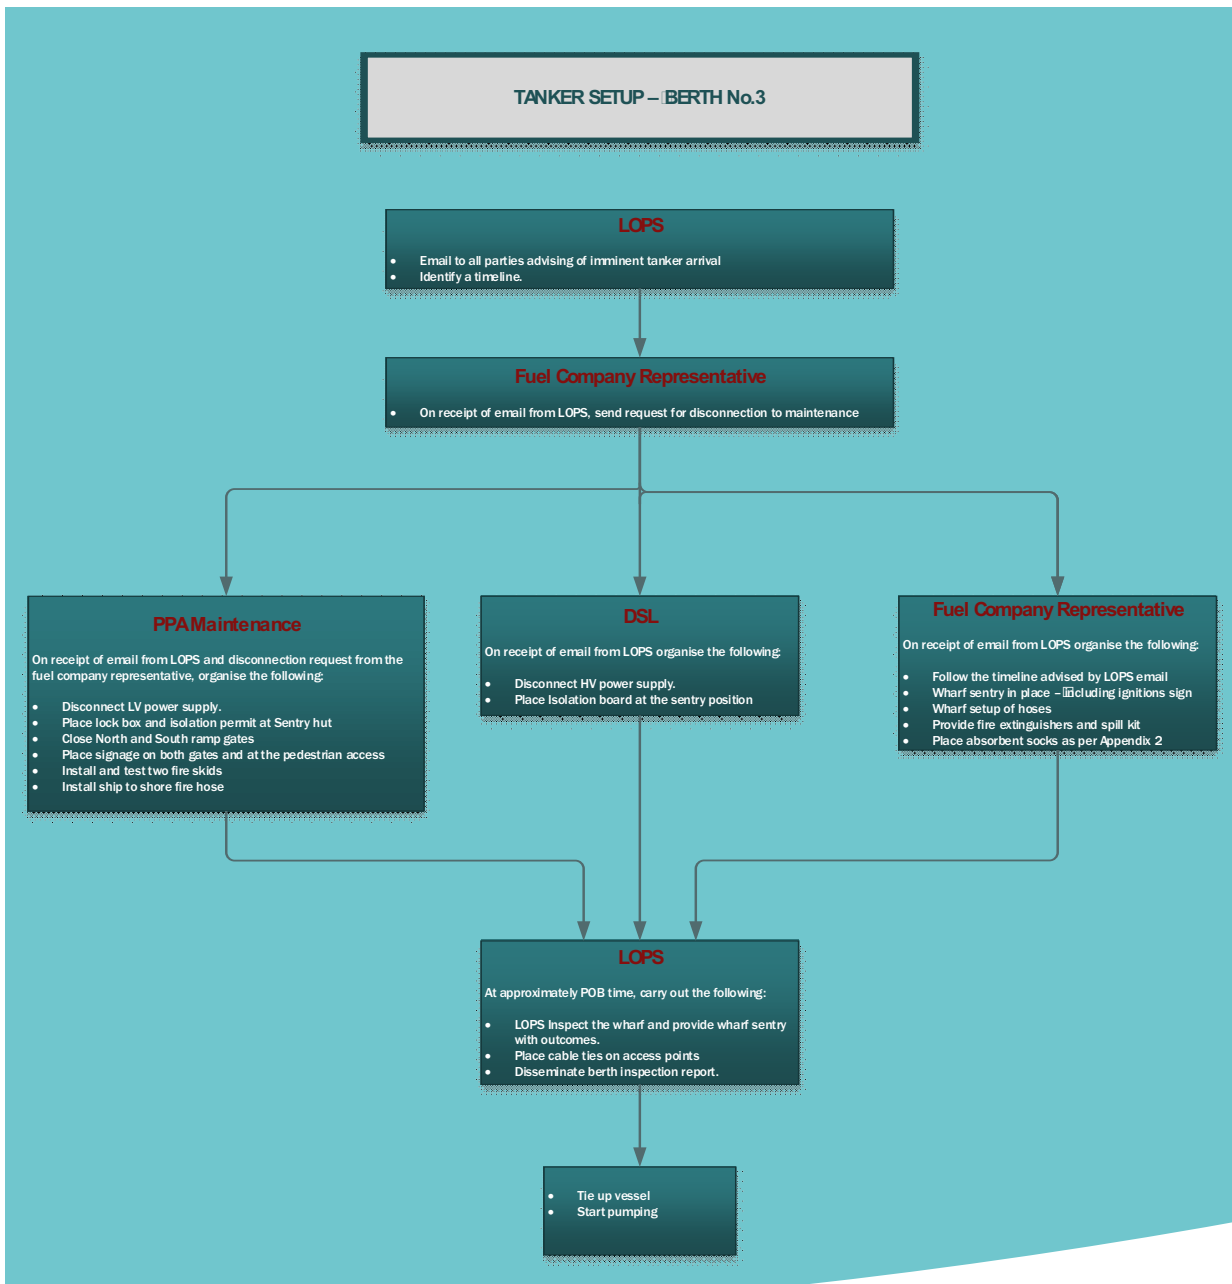 TANKER SETUP – BERTH No.3
LOPS
• Email to all parties advising of imminent tanker arrival
• Identify a timeline.
Fuel Company Representative
• On receipt of email from LOPS, send request for disconnection to maintenance
PPA Maintenance
On receipt of email from LOPS and disconnection request from the
fuel company representative, organise the following:
• Disconnect LV power supply.
• Place lock box and isolation permit at Sentry hut
• Close North and South ramp gates
• Place signage on both gates and at the pedestrian access
• Install and test two fire skids
• Install ship to shore fire hose
DSL
On receipt of email from LOPS organise the following:
• Disconnect HV power supply.
• Place Isolation board at the sentry position
Fuel Company Representative
On receipt of email from LOPS organise the following:
• Follow the timeline advised by LOPS email
• Wharf sentry in place – including ignitions sign
• Wharf setup of hoses
• Provide fire extinguishers and spill kit
• Place absorbent socks as per Appendix 2
LOPS
At approximately POB time, carry out the following:
• LOPS Inspect the wharf and provide wharf sentry
with outcomes.
• Place cable ties on access points
• Disseminate berth inspection report.
• Tie up vessel
• Start pumping